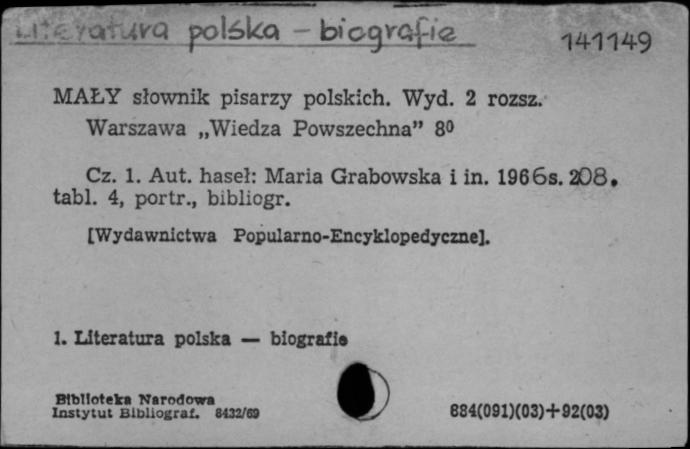 Literatura polska - biografie
141149
MAŁY słownik pisarzy polskich. Wyd. 2 rozsz.
Warszawa „Wiedza Powszechna” 8⁰
Cz. 1. Aut. haseł: Maria Grabowska i in. 1966 s. 208.
tabl. 4, portr., bibliogr.
[Wydawnictwa Popularno-Encyklopedyczne].
1. Literatura polska — biografie
Biblioteka Narodowa
Instytut Bibliograf. 8432/69
884(091)(03)+92(03)